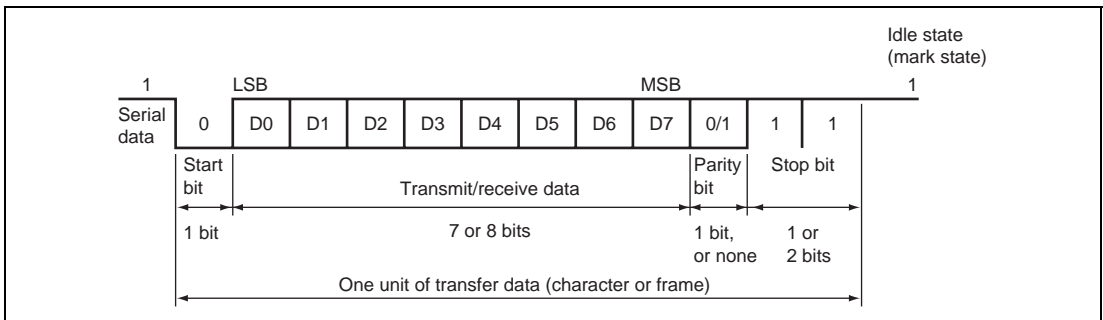 Idle state
(mark state)
1 LSB MSB 1
Serial
data
0 D0 D1 D2 D3 D4 D5 D6 D7 0/1 1 1
Start
bit
Transmit/receive data
Parity
bit
Stop bit
1 bit
7 or 8 bits
1 bit,
or none
1 or
2 bits
One unit of transfer data (character or frame)